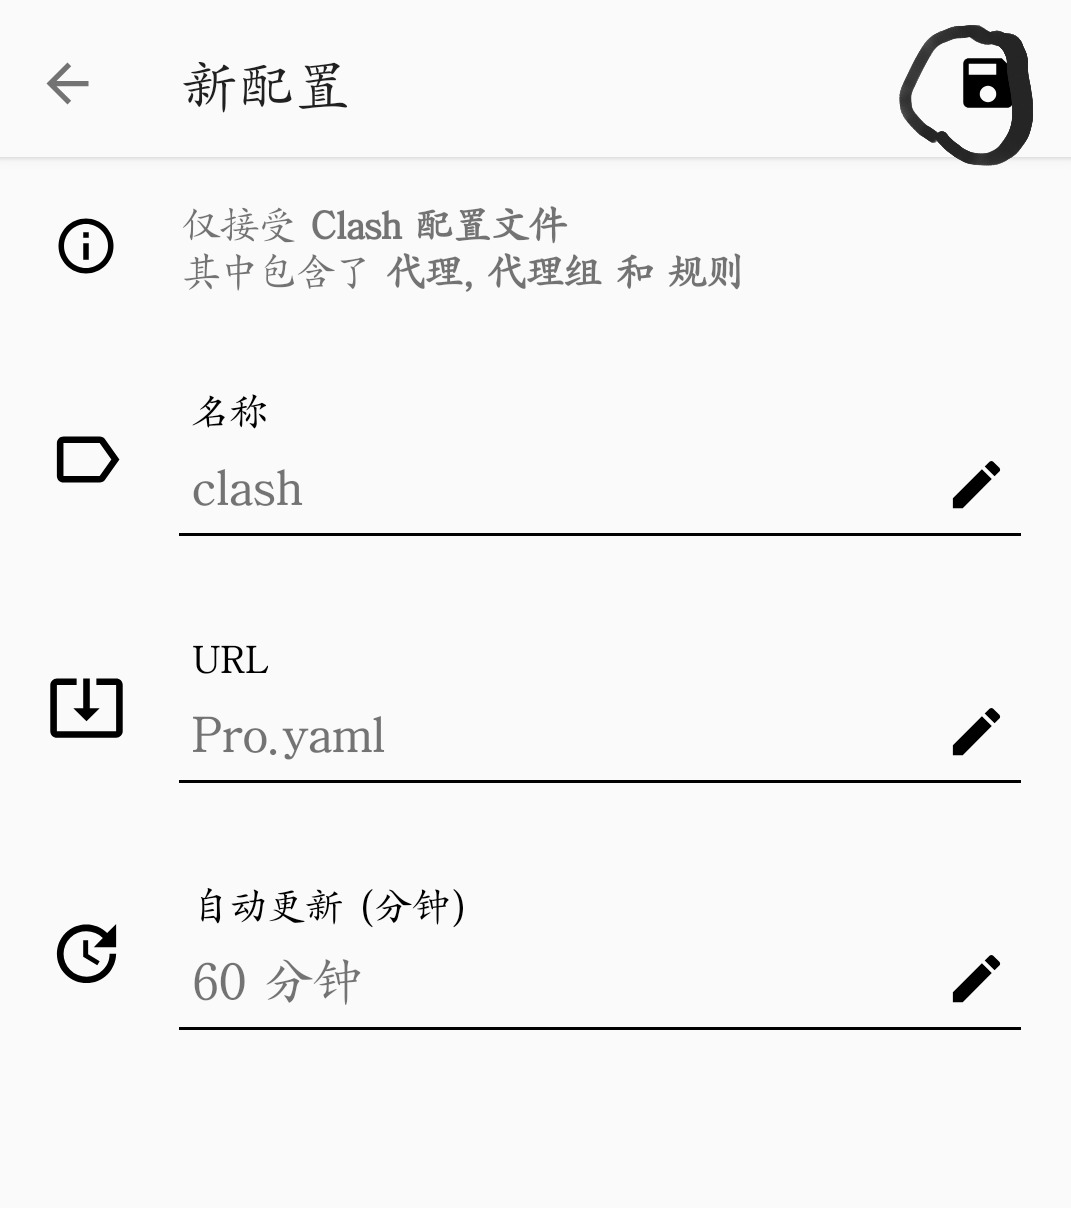 新配置
仅接受 Clash 配置文件
其中包含了 代理, 代理组 和 规则
名称
clash
URL
Pro.yaml
自动更新 (分钟)
60 分钟